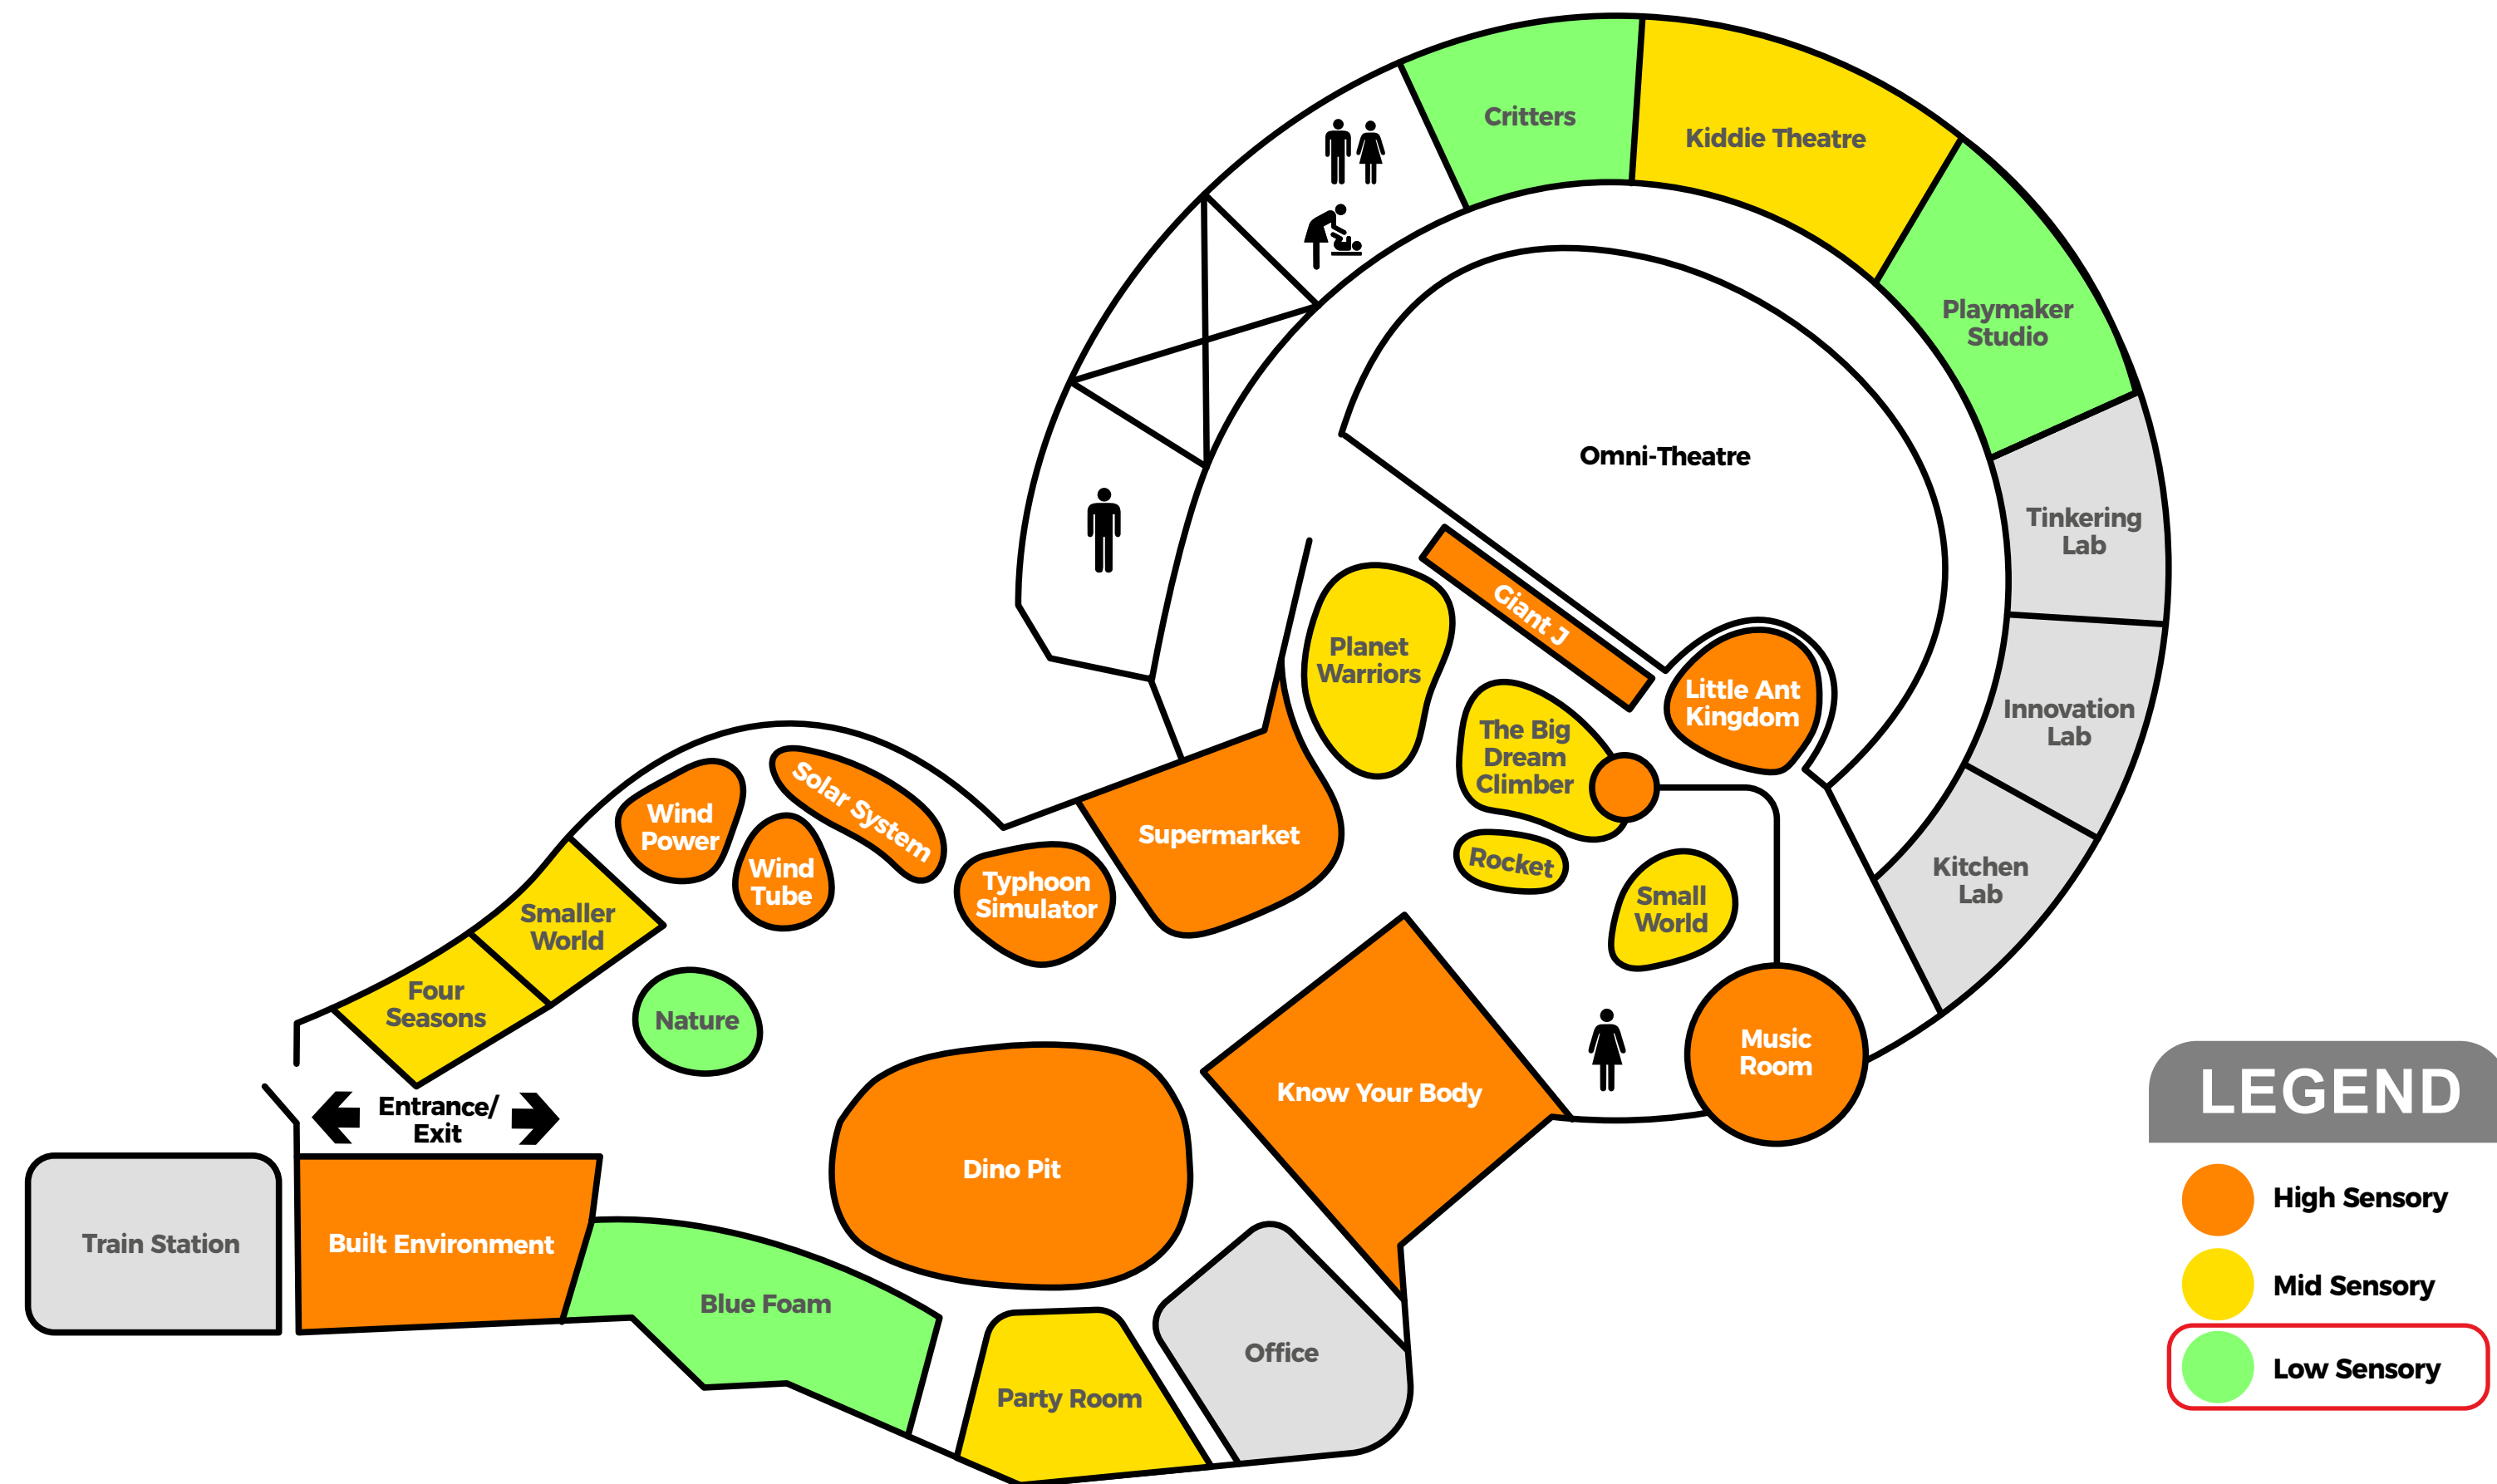 Critters
Kiddie Theatre
Playmaker
Studio
Omni-Theatre
Tinkering
Lab
Giant J
Planet
Warriors
Little Ant
Kingdom
Innovation
Lab
The Big
Dream
Climber
Solar System
Wind
Power
Supermarket
Rocket
Wind
Tube
Typhoon
Simulator
Kitchen
Lab
Small
World
Smaller
World
Four
Seasons
Nature
Music
Room
Know Your Body
Entrance/
Exit
Dino Pit
Train Station
Built Environment
Blue Foam
Office
Party Room
LEGEND
High Sensory
Mid Sensory
Low Sensory